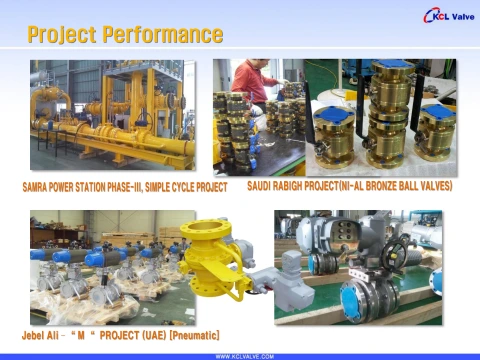 KCL Valve
Project Performance
SAMRA POWER STATION PHASE-III, SIMPLE CYCLE PROJECT
SAUDI RABIGH PROJECT(NI-AL BRONZE BALL VALVES)
Jebel Ali - “ M “ PROJECT (UAE) [Pneumatic]
WWW.KCLVALVE.COM